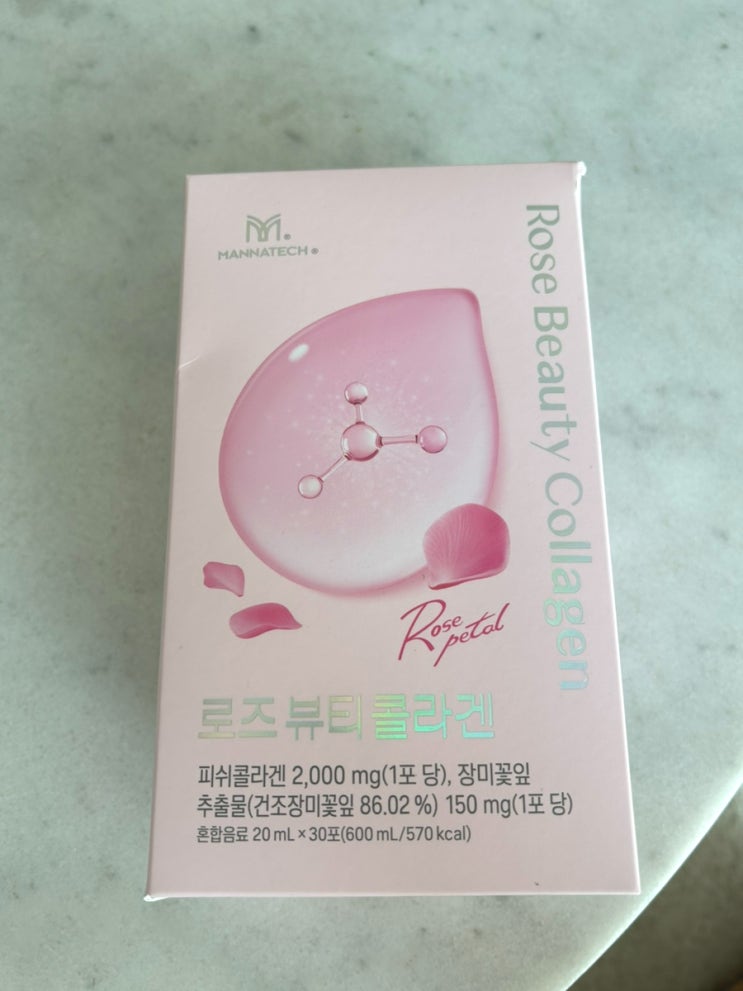 MANNATECH®
Rose Beauty Collagen
Rose
petal
로즈 뷰티 콜라겐
피쉬콜라겐 2,000 mg(1포 당), 장미꽃잎
추출물(건조장미꽃잎 86.02 %) 150 mg(1포 당)
혼합음료 20 mL × 30포(600 mL/570 kcal)